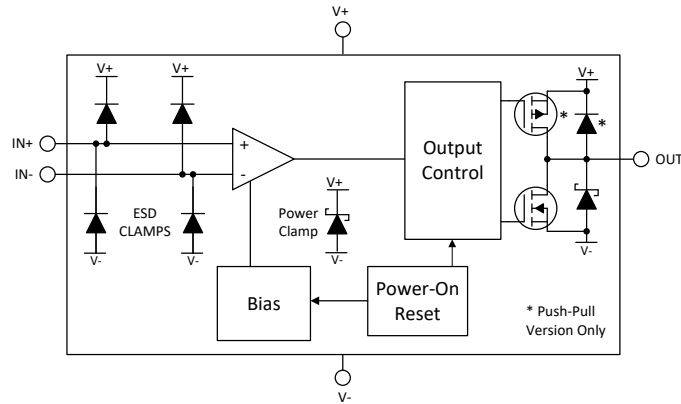 V+
V+
V+
V+
*
*
IN+
IN-
+
-
Output
Control
OUT
ESD
CLAMPS
V+
Power
Clamp
V-
V-
V-
V-
Bias
Power-On
Reset
* Push-Pull
Version Only
V-